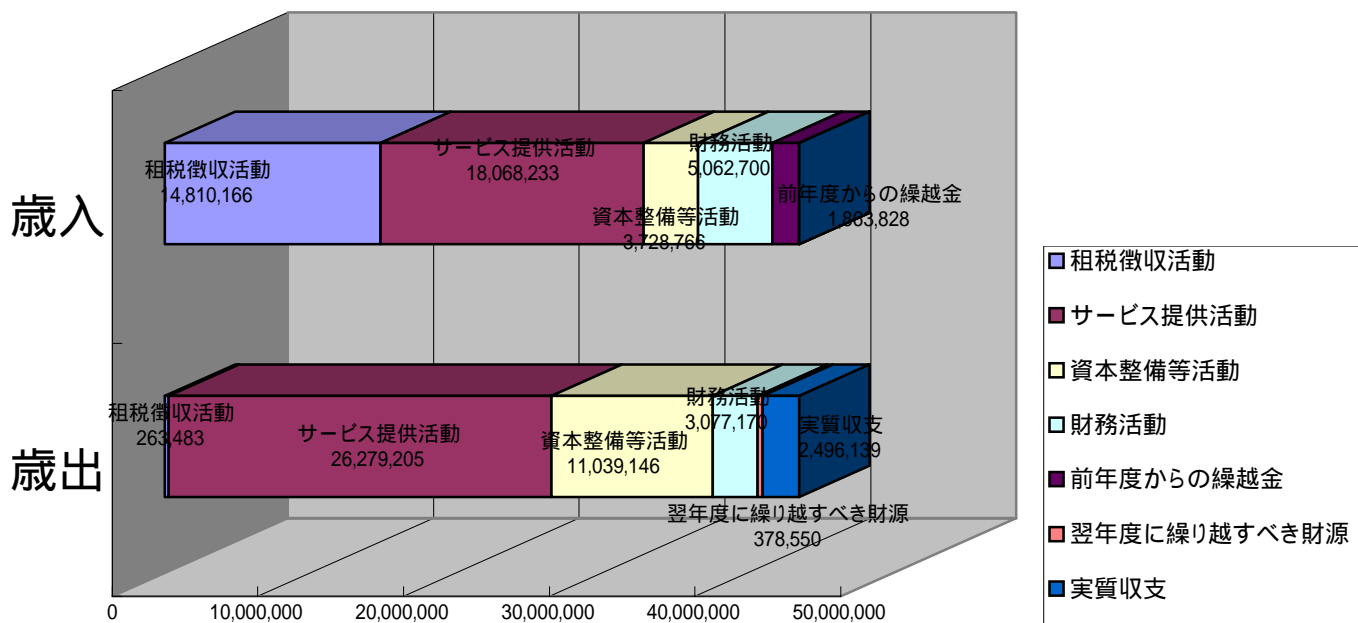 歳入
租税徴収活動
14,810,166
サービス提供活動
18,068,233
資本整備等活動
3,728,766
財務活動
5,062,700
前年度からの繰越金
1,863,828
歳出
租税徴収活動
263,483
サービス提供活動
26,279,205
資本整備等活動
11,039,146
財務活動
3,077,170
翌年度に繰り越すべき財源
378,550
実質収支
2,496,139
0 10,000,000 20,000,000 30,000,000 40,000,000 50,000,000
租税徴収活動
サービス提供活動
資本整備等活動
財務活動
前年度からの繰越金
翌年度に繰り越すべき財源
実質収支